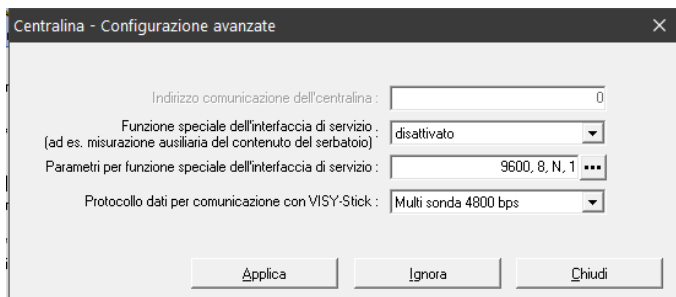 Centralina - Configurazione avanzate
Indirizzo comunicazione dell'centralina :
0
Funzione speciale dell'interfaccia di servizio .
(ad es. misurazione ausiliaria del contenuto del serbatoio) :
disattivato
Parametri per funzione speciale dell'interfaccia di servizio :
9600, 8, N, 1
Protocollo dati per comunicazione con VISY-Stick :
Multi sonda 4800 bps
Applica
Ignora
Chiudi